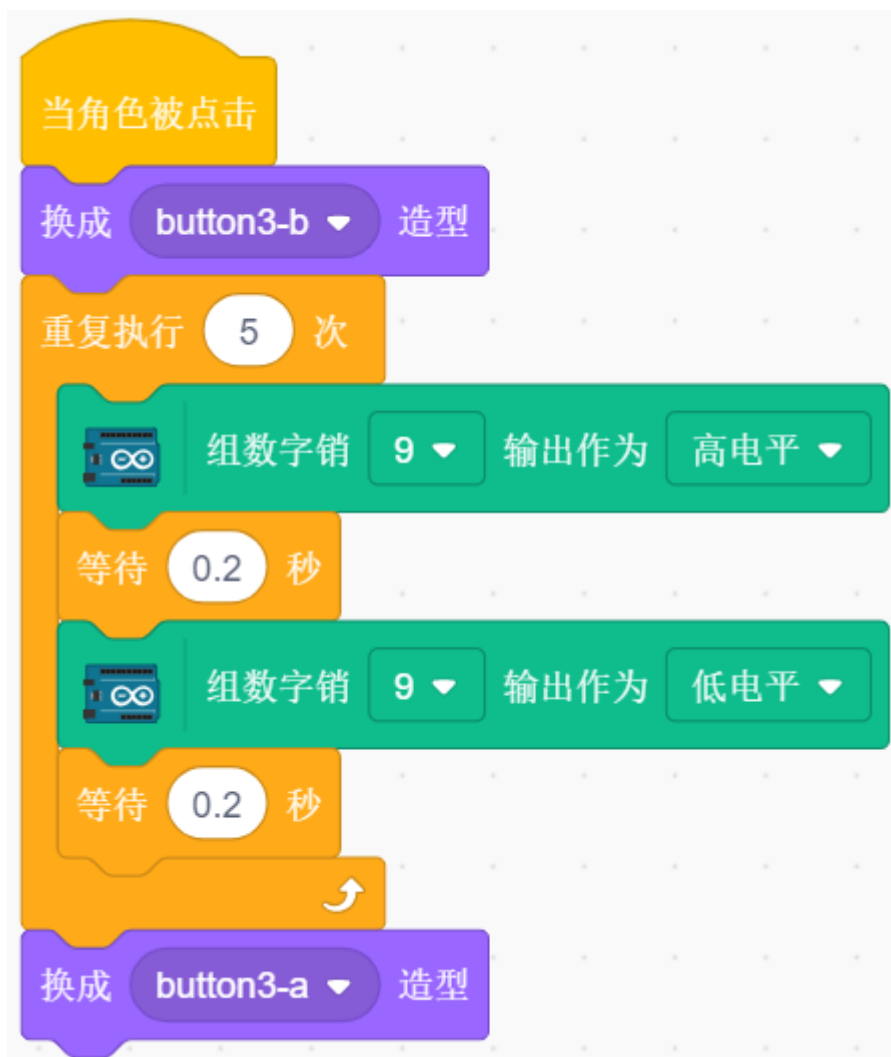 当角色被点击
换成 button3-b 造型
重复执行 5 次
组数字销 9 输出作为 高电平
等待 0.2 秒
组数字销 9 输出作为 低电平
等待 0.2 秒
换成 button3-a 造型